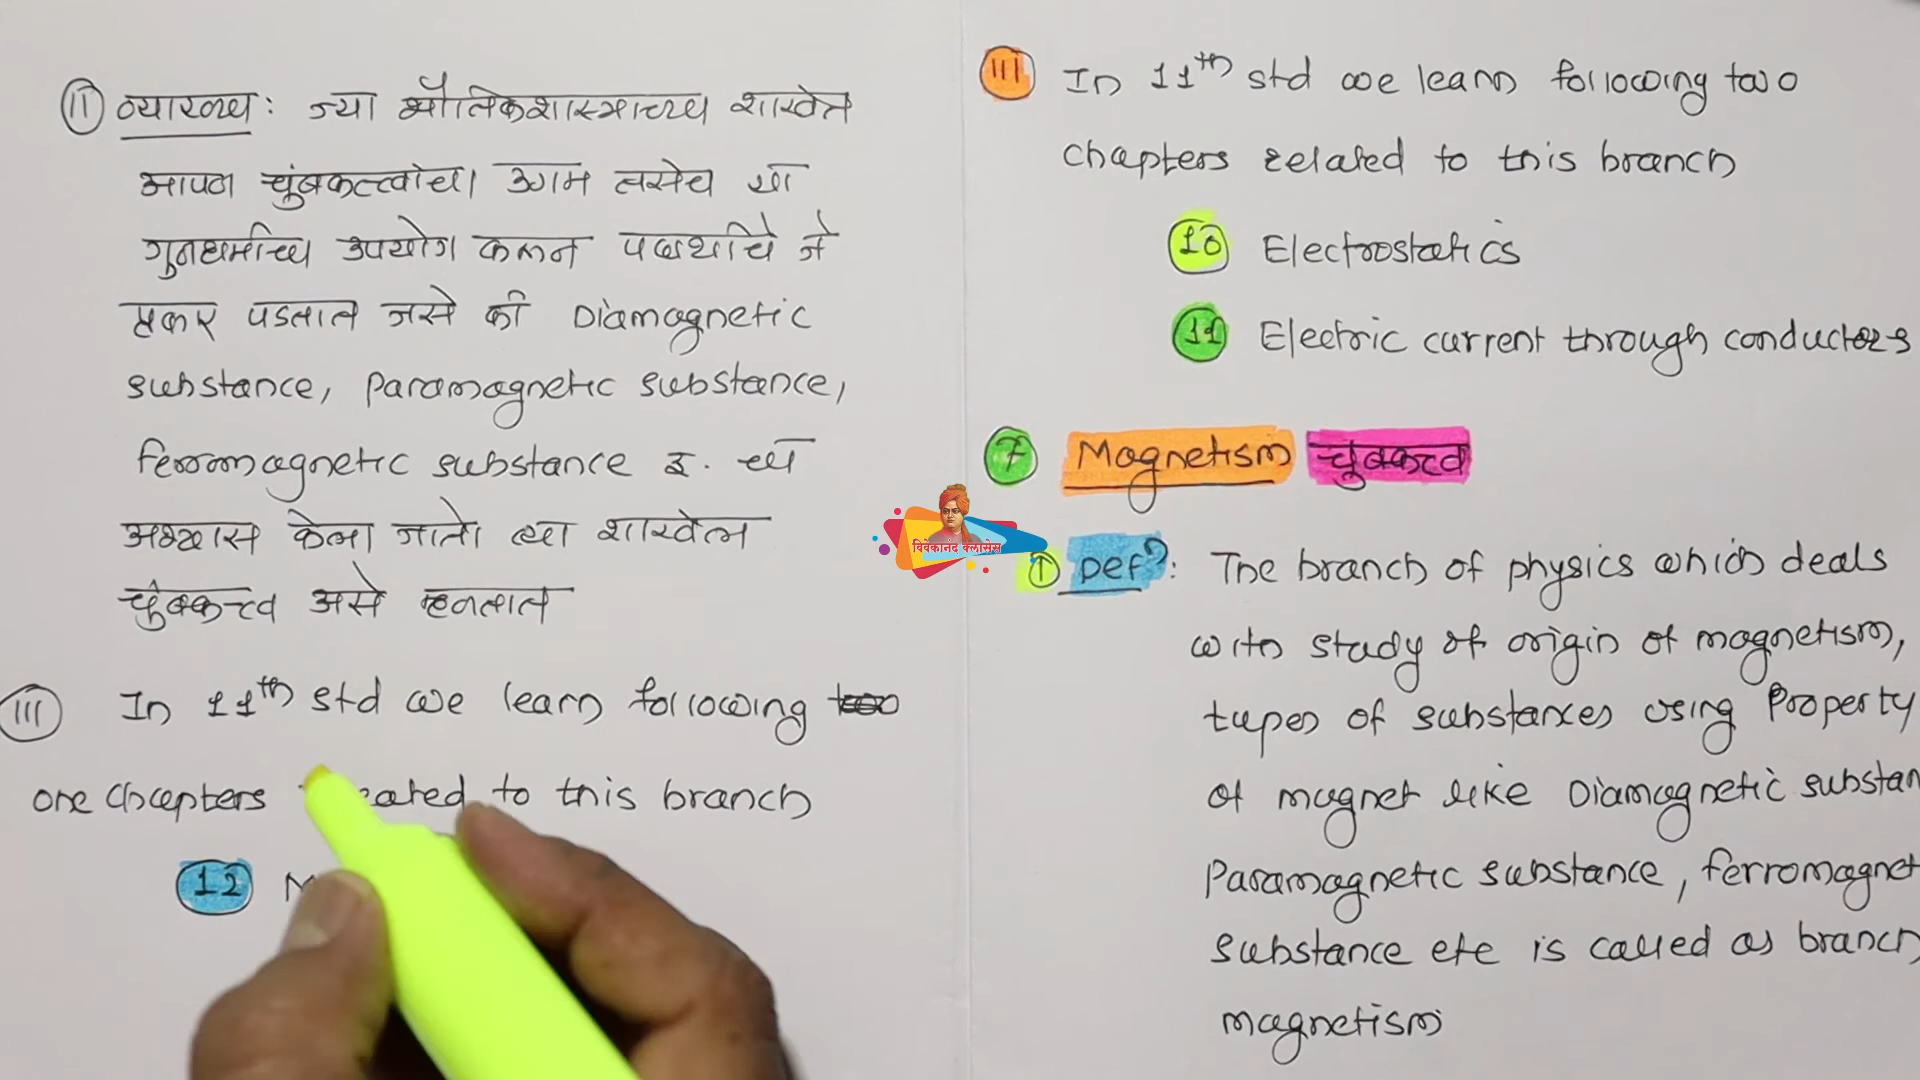 II व्याख्या : ज्या भौतिकशास्त्राच्या शाखेत
आपण चुंबकत्वाचा उगम तसेच या
गुनधर्माचा उपयोग करून पदार्थाचे जे
प्रकार पडतात जसे की Diamagnetic
substance, paramagnetic substance,
ferromagnetic substance इ. चा
अभ्यास केला जातो त्या शाखेला
चुंबकत्व असे म्हनतात
III In 11th std we learn following
one chapters related to this branch
12 M
III In 11th std we learn following two
chapters related to this branch
10 Electrostatics
11 Electric current through conductors
7 Magnetism चुंबकत्व
I Defn : The branch of physics which deals
with study of origin of magnetism,
types of substances using Property
of magnet like Diamagnetic substan
Paramagnetic substance, ferromagnet
substance etc is called as branch
magnetism
विवेकानंद क्लासेस